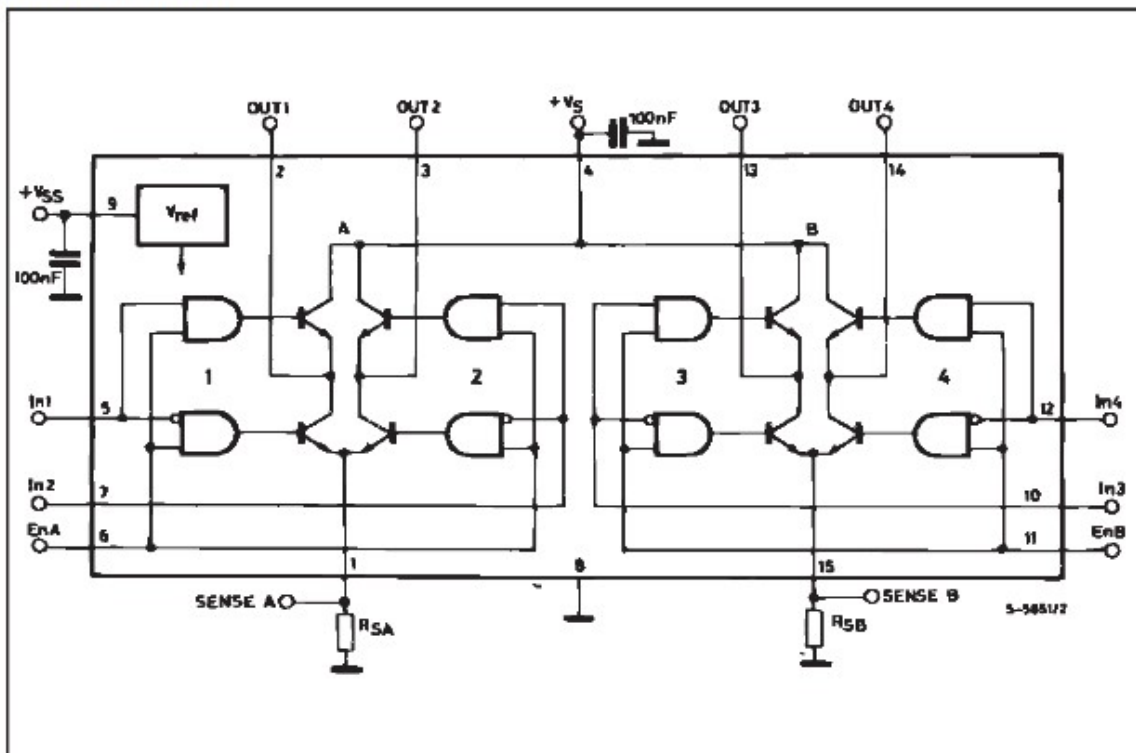 OUT1 OUT2 +VS 100nF OUT3 OUT4
2 3 4 13 14
+VSS 9 Vref
A B
100nF
1 2 3 4
In1 5 12 In4
In2 7 10 In3
EnA 6 11 EnB
1 8 15
SENSE A SENSE B
RSA RSB
S-5851/2